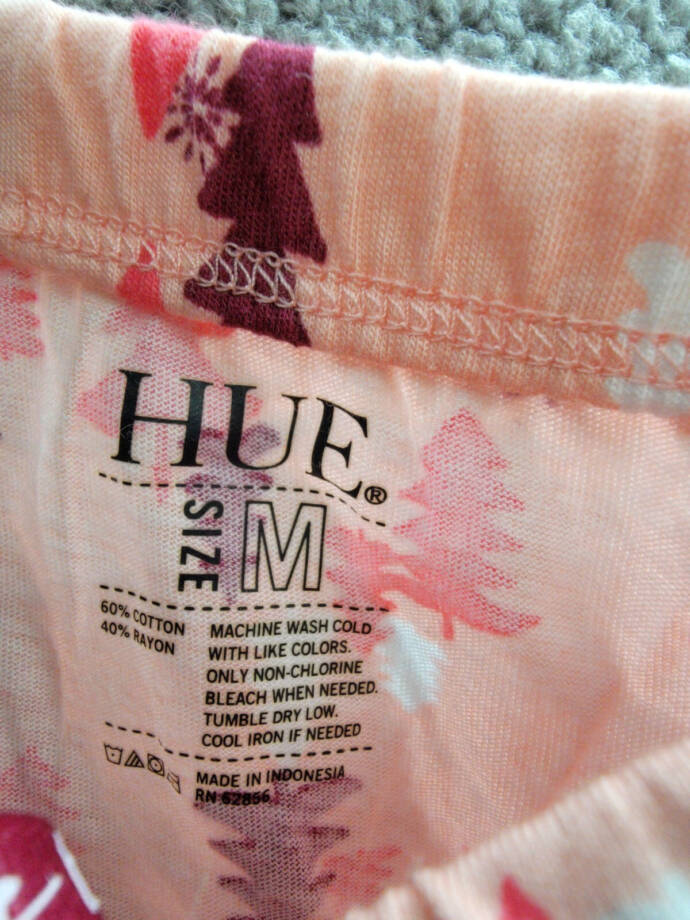 HUE®
SIZE M
60% COTTON
40% RAYON
MACHINE WASH COLD
WITH LIKE COLORS.
ONLY NON-CHLORINE
BLEACH WHEN NEEDED.
TUMBLE DRY LOW.
COOL IRON IF NEEDED
MADE IN INDONESIA
RN 62856